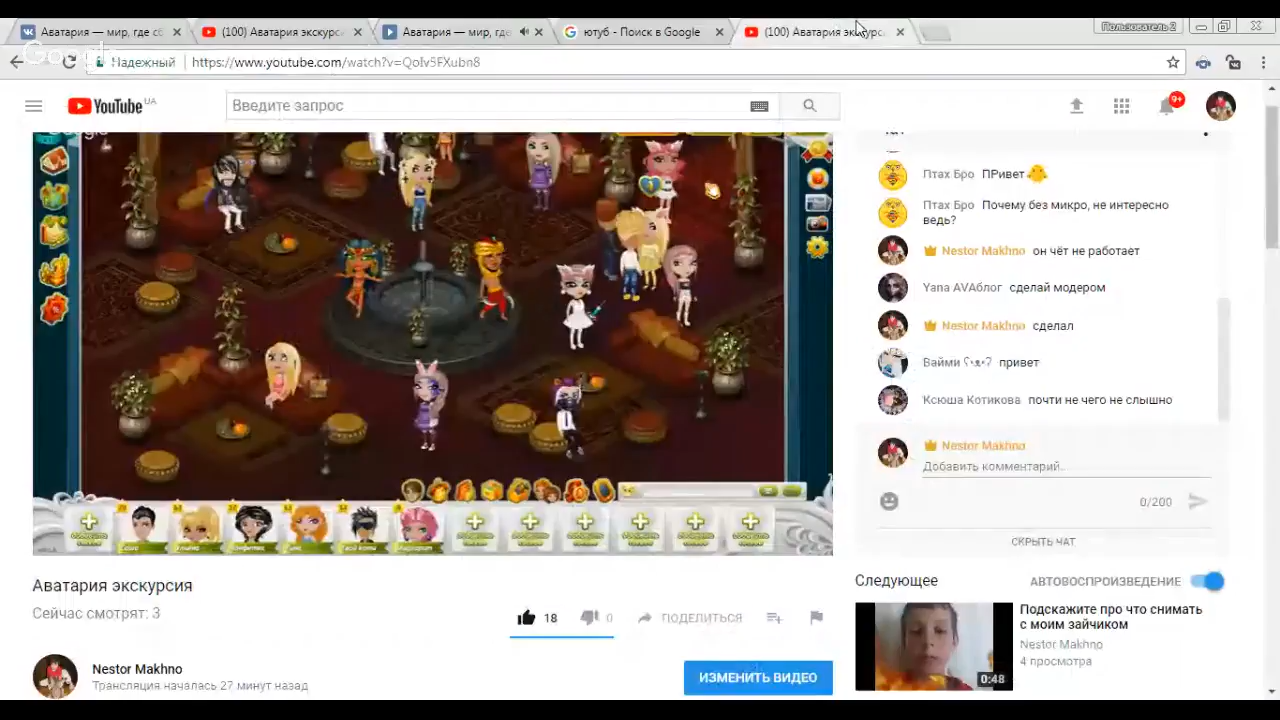 Аватария — мир, где сб
(100) Аватария экскурс
Аватария — мир, где
ютуб - Поиск в Google
(100) Аватария экскурс
Пользователь 2
Google
Надежный
https://www.youtube.com/watch?v=QoIv5FXubn8
YouTube UA
Введите запрос
9+
Птах Бро ПРивет
Птах Бро Почему без микро, не интересно
ведь?
Nestor Makhno он чёт не работает
Yana AVAблог сделай модером
Nestor Makhno сделал
Вайми ʕ•ᴥ•ʔ привет
Ксюша Котикова почти не чего не слышно
Nestor Makhno
Добавить комментарий..
0/200
СКРЫТЬ ЧАТ
Аватария экскурсия
Сейчас смотрят: 3
18
0
ПОДЕЛИТЬСЯ
Nestor Makhno
Трансляция началась 27 минут назад
ИЗМЕНИТЬ ВИДЕО
Следующее
АВТОВОСПРОИЗВЕДЕНИЕ
Подскажите про что снимать
с моим зайчиком
Nestor Makhno
4 просмотра
0:48